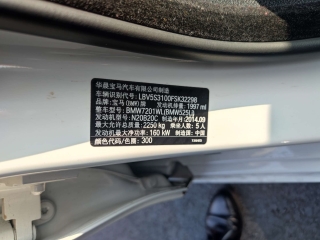 华晨宝马汽车有限公司制造
车辆识别代号: LBV5S3100FSK32298
品牌: 宝马(BMW)牌 发动机排量: 1997 ml
整车型号: BMW7201WL(BMW525Li)
发动机型号: N20B20C 制造年月: 2014.09
最大允许总质量: 2250 kg 乘坐人数: 5 人
发动机最大净功率: 160 kW 制造国: 中国
颜色代码/色漆: 300